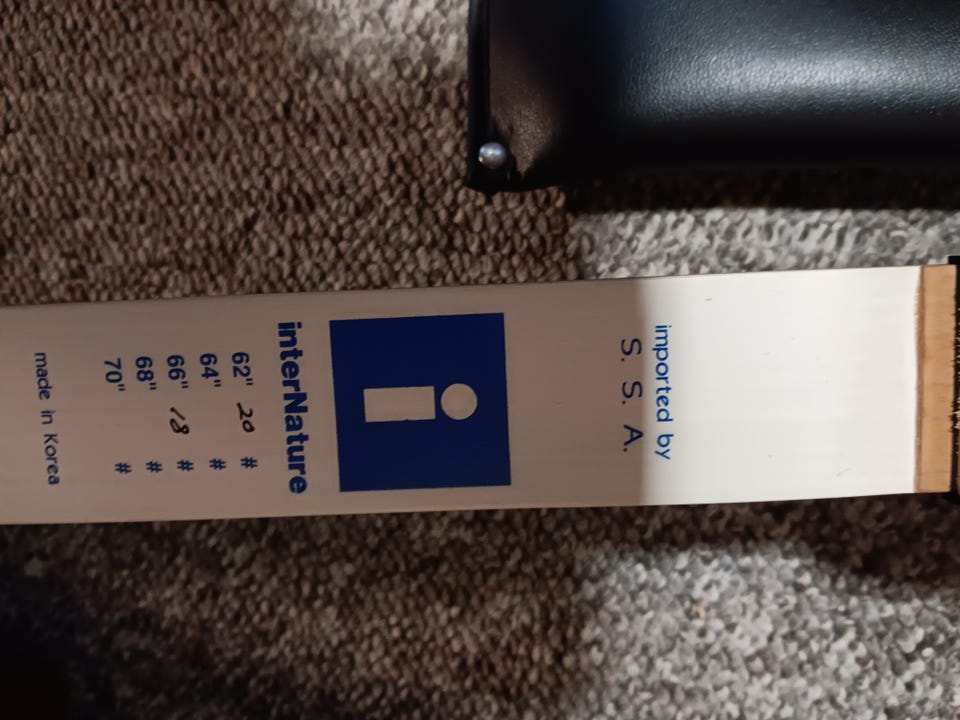 imported by
S. S. A.
i
interNature
62" 20 #
64" #
66" 18 #
68" #
70" #
made in Korea